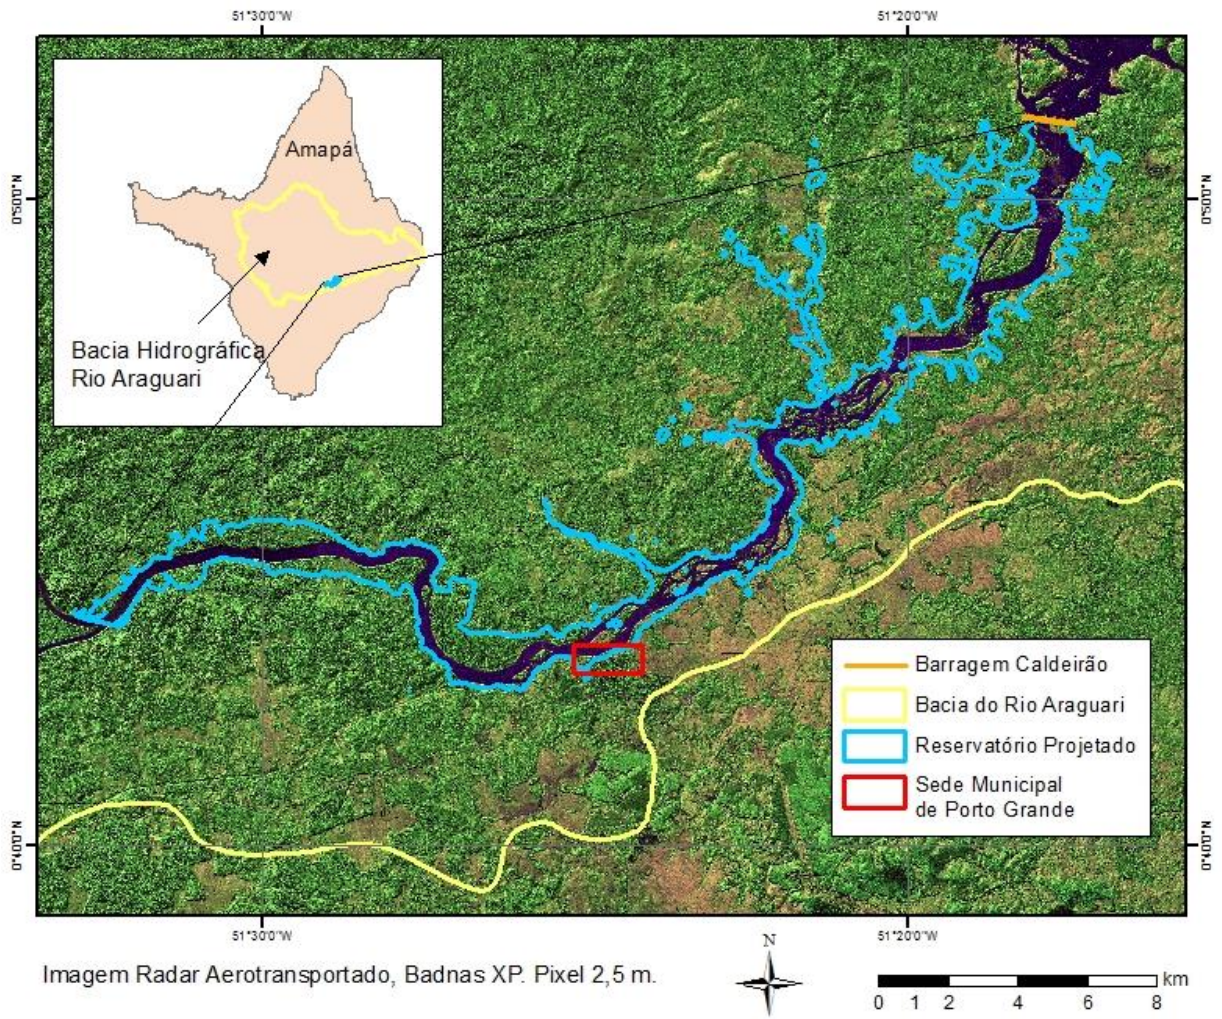 51°30'0"W
51°20'0"W
Amapá
0°50'0"N
0°50'0"N
Bacia Hidrográfica
Rio Araguari
Barragem Caldeirão
Bacia do Rio Araguari
Reservatório Projetado
Sede Municipal
de Porto Grande
0°40'0"N
0°40'0"N
51°30'0"W
51°20'0"W
N
Imagem Radar Aerotransportado, Badnas XP. Pixel 2,5 m.
km
0 1 2 4 6 8